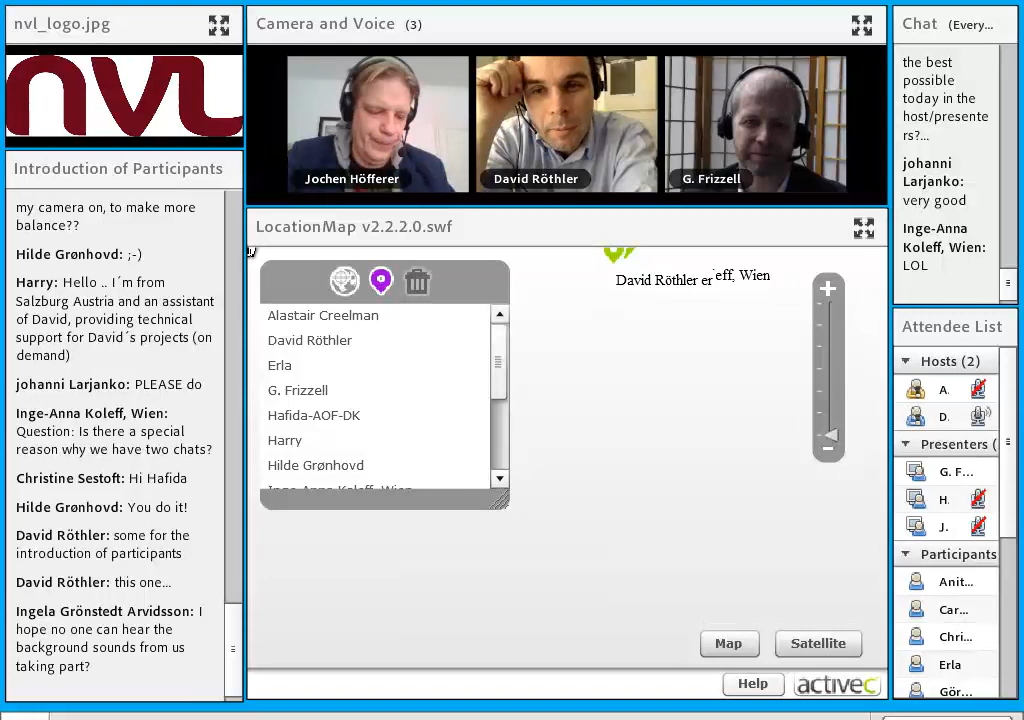 nvl_logo.jpg
nvl
Introduction of Participants
my camera on, to make more
balance??
Hilde Grønhovd: ;-)
Harry: Hello .. I´m from
Salzburg Austria and an assistant
of David, providing technical
support for David´s projects (on
demand)
johanni Larjanko: PLEASE do
Inge-Anna Koleff, Wien:
Question: Is there a special
reason why we have two chats?
Christine Sestoft: Hi Hafida
Hilde Grønhovd: You do it!
David Röthler: some for the
introduction of participants
David Röthler: this one...
Ingela Grönstedt Arvidsson: I
hope no one can hear the
background sounds from us
taking part?
Camera and Voice (3)
Jochen Höfferer
David Röthler
G. Frizzell
LocationMap v2.2.2.0.swf
Alastair Creelman
David Röthler
Erla
G. Frizzell
Hafida-AOF-DK
Harry
Hilde Grønhovd
Inge-Anna Koleff, Wien
David Röthler er eff, Wien
Map
Satellite
Help
activec
Chat (Every...
the best
possible
today in the
host/presente
rs?...
johanni
Larjanko:
very good
Inge-Anna
Koleff, Wien:
LOL
Attendee List
Hosts (2)
A.
D.
Presenters (
G. F...
H.
J.
Participants
Anit...
Car...
Chri...
Erla
Gör...